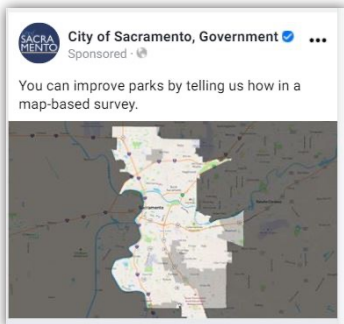 SACRA
MENTO
City of Sacramento, Government
Sponsored ·
You can improve parks by telling us how in a
map-based survey.
Sacramento